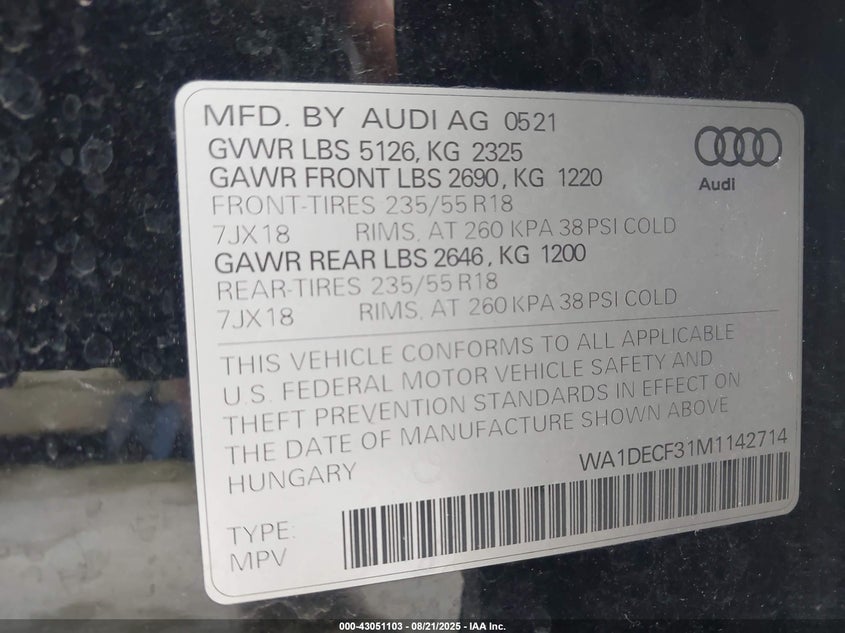 MFD. BY AUDI AG 0521
GVWR LBS 5126, KG 2325
GAWR FRONT LBS 2690, KG 1220
FRONT-TIRES 235/55 R18
7JX18 RIMS, AT 260 KPA 38 PSI COLD
GAWR REAR LBS 2646, KG 1200
REAR-TIRES 235/55 R18
7JX18 RIMS, AT 260 KPA 38 PSI COLD
Audi
THIS VEHICLE CONFORMS TO ALL APPLICABLE
U.S. FEDERAL MOTOR VEHICLE SAFETY AND
THEFT PREVENTION STANDARDS IN EFFECT ON
THE DATE OF MANUFACTURE SHOWN ABOVE
HUNGARY WA1DECF31M1142714
TYPE:
MPV
000-43051103 - 08/21/2025 - IAA Inc.